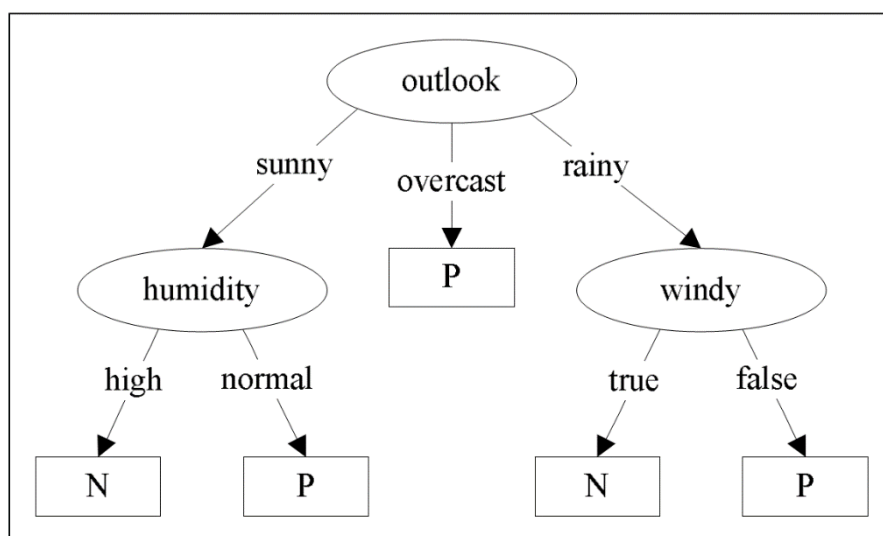 outlook
sunny
overcast
rainy
P
humidity
windy
high
normal
true
false
N
P
N
P